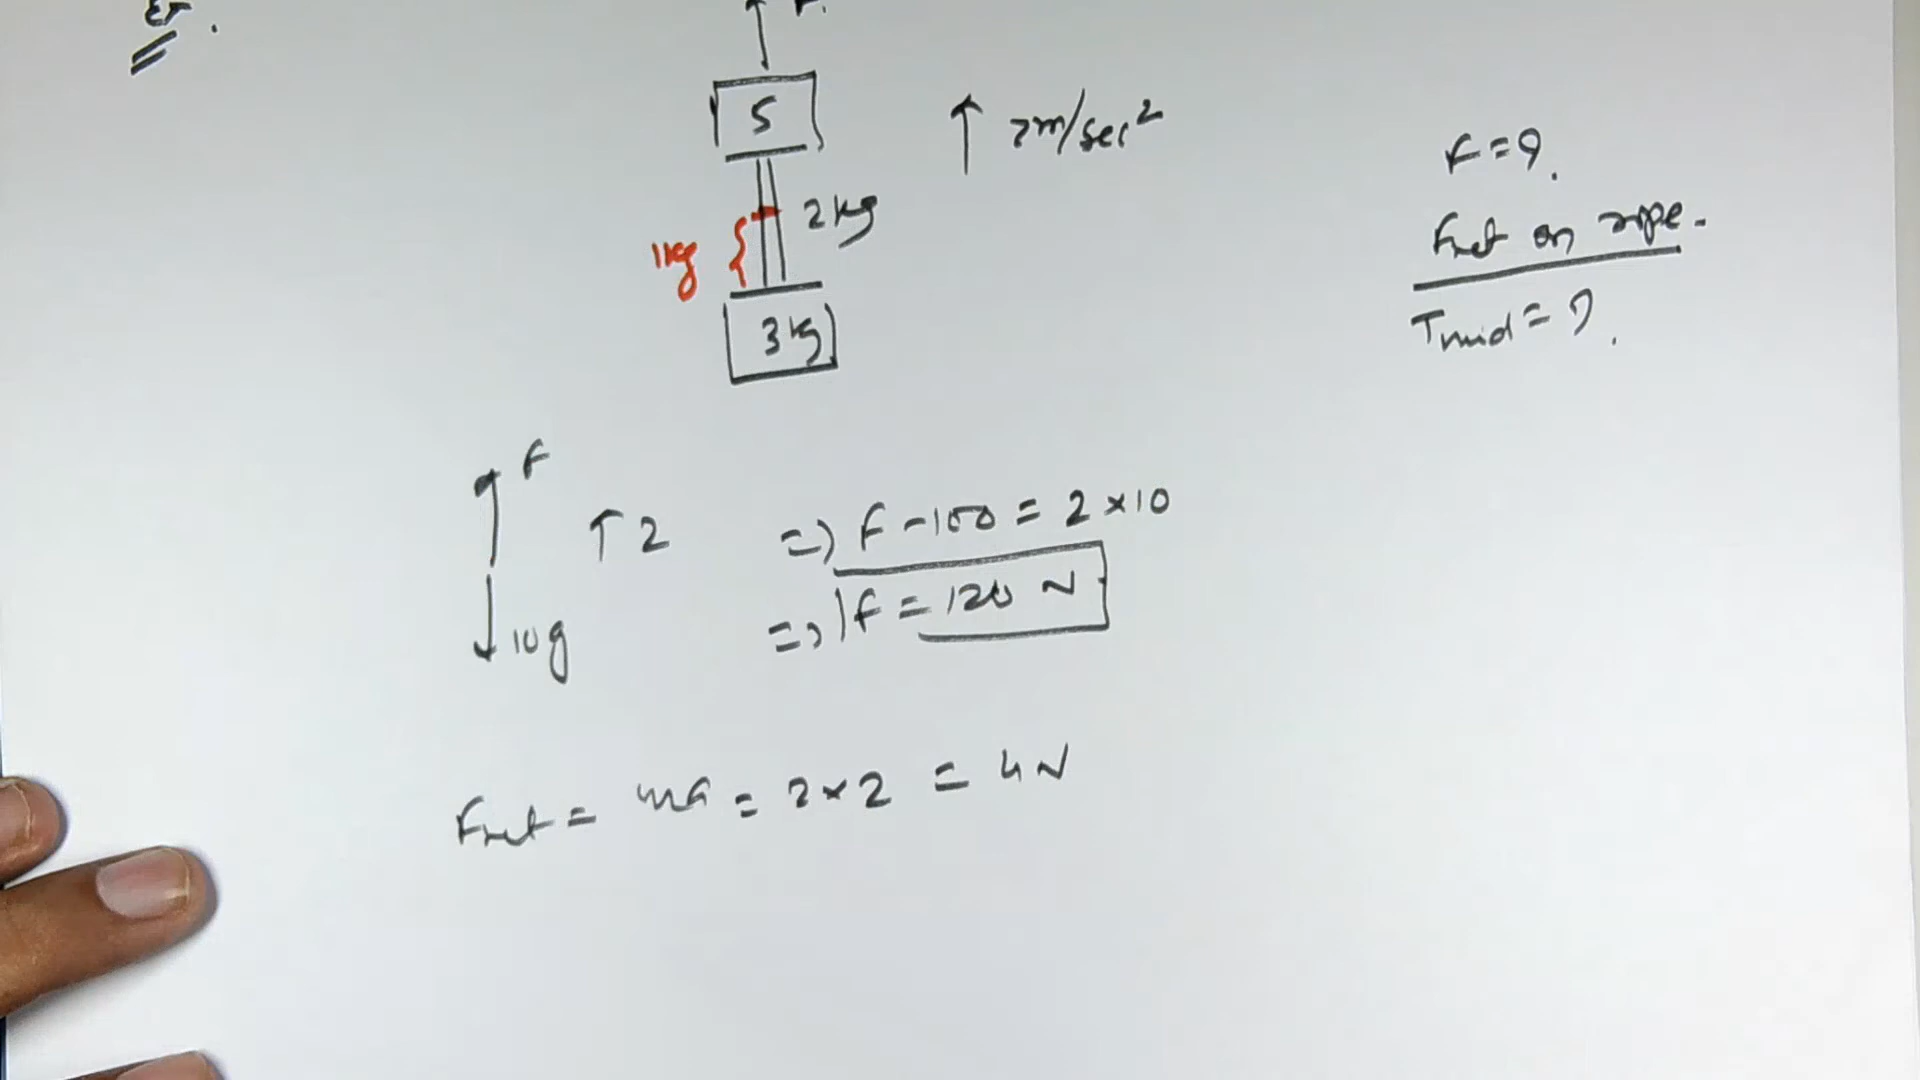 Ex.
F.
5
↑ 2m/sec²
2kg
1kg
3kg
F = ?.
Fnet on rope.
Tmid = ?.
F
↑ 2
10g
=> F - 100 = 2 × 10
=> F = 120 N
Fnet = ma = 2 × 2 = 4N